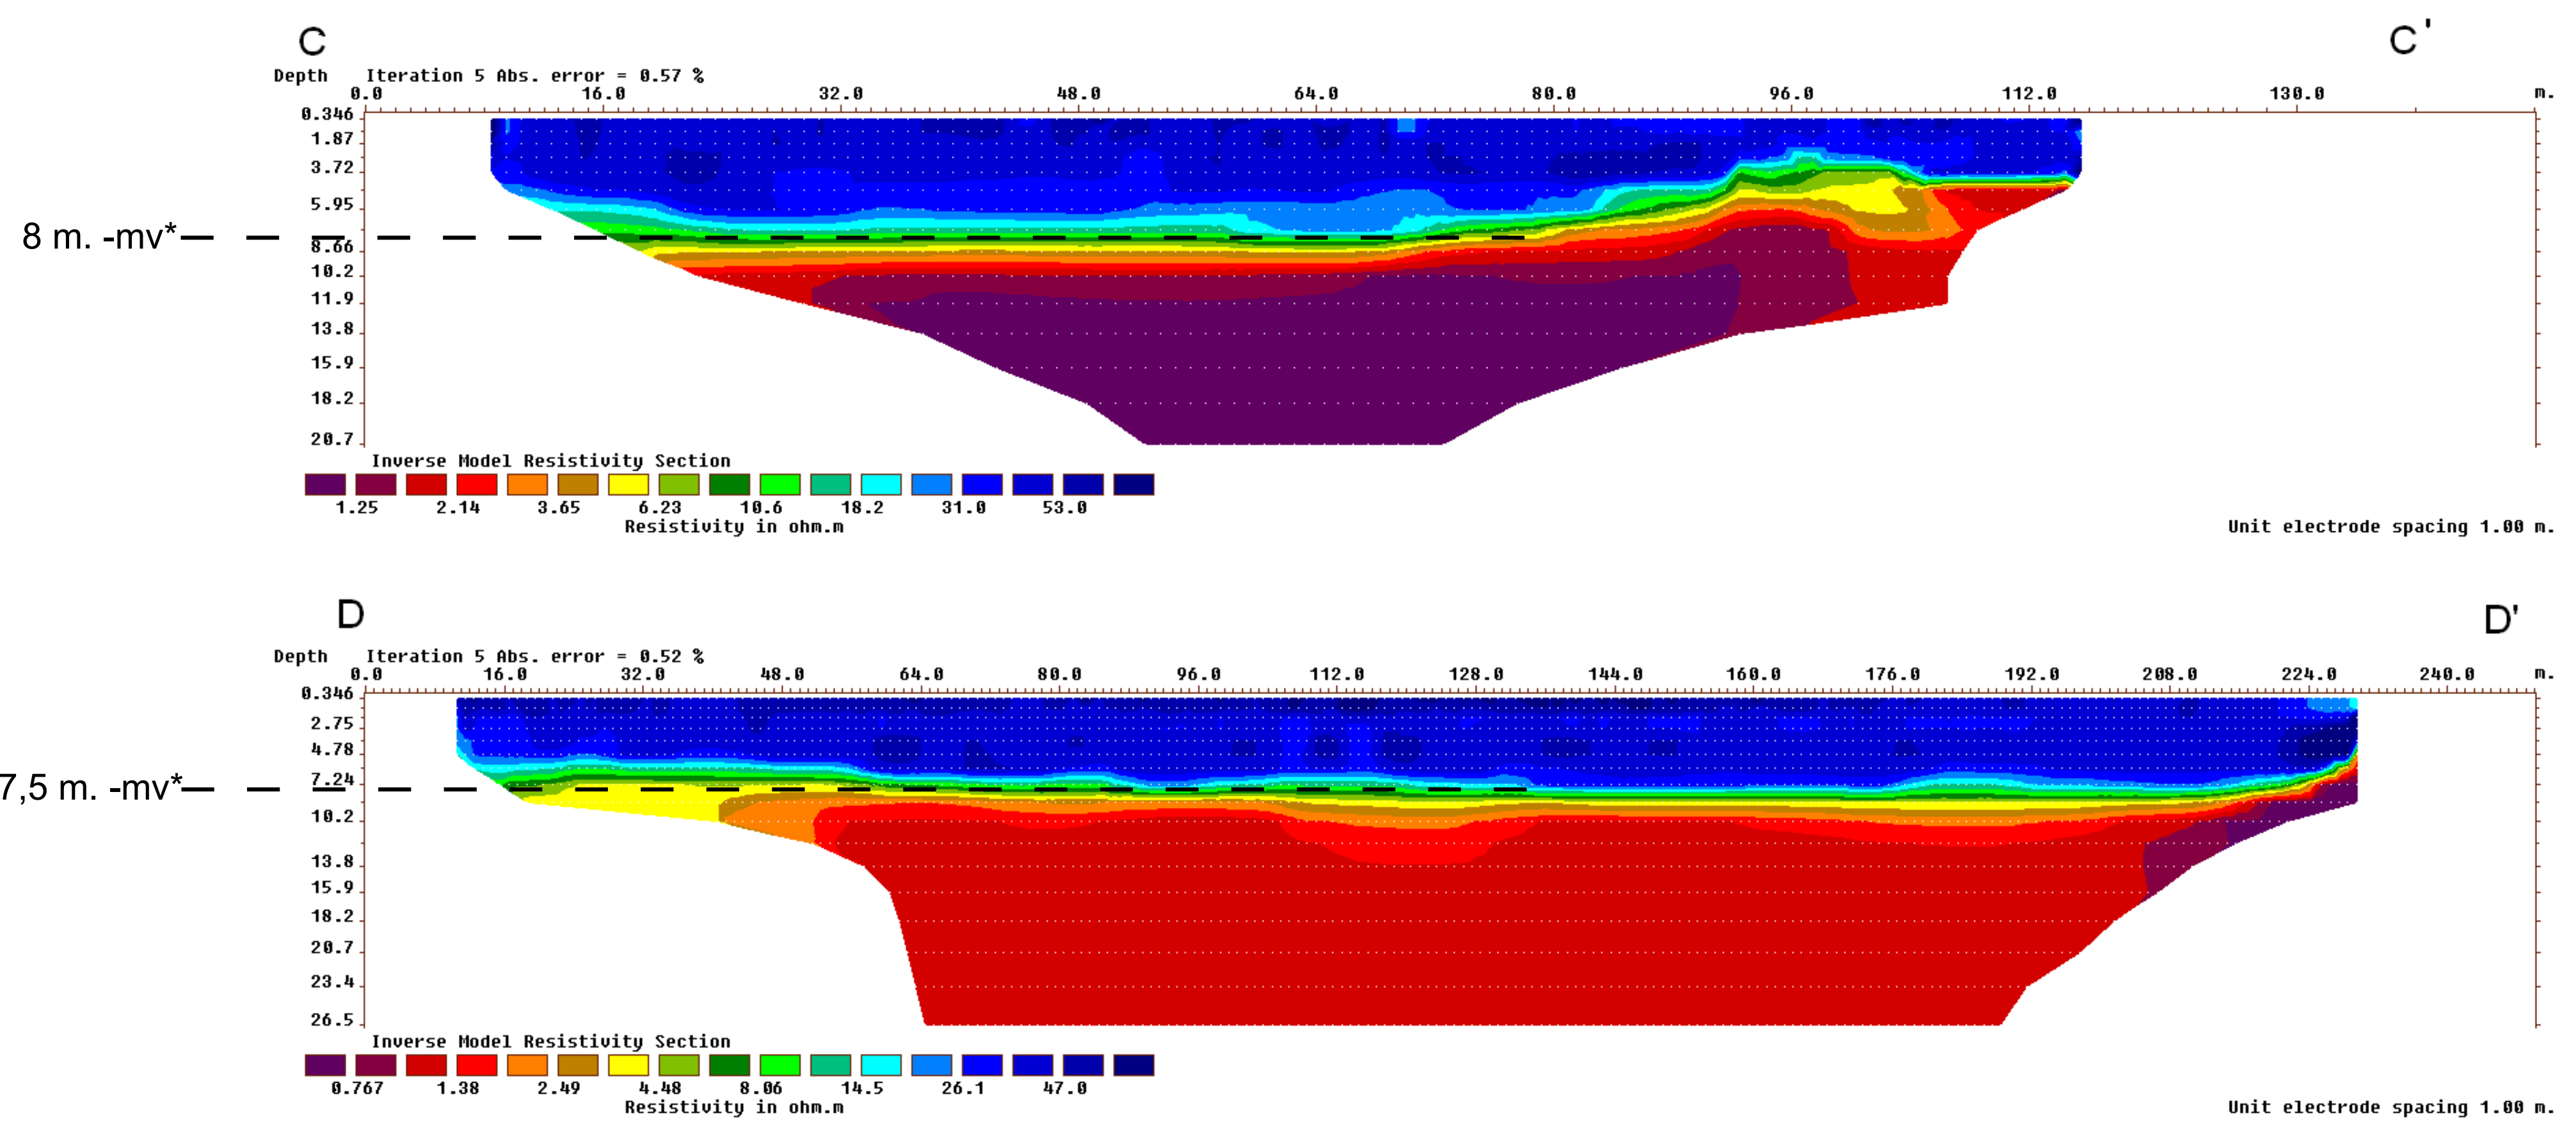 C C'
Depth Iteration 5 Abs. error = 0.57 %
0.0 16.0 32.0 48.0 64.0 80.0 96.0 112.0 130.0 m.
0.346
1.87
3.72
5.95
8 m. -mv*
8.66
10.2
11.9
13.8
15.9
18.2
20.7
Inverse Model Resistivity Section
1.25 2.14 3.65 6.23 10.6 18.2 31.0 53.0
Resistivity in ohm.m
Unit electrode spacing 1.00 m.
D D'
Depth Iteration 5 Abs. error = 0.52 %
0.0 16.0 32.0 48.0 64.0 80.0 96.0 112.0 128.0 144.0 160.0 176.0 192.0 208.0 224.0 240.0 m.
0.346
2.75
4.78
7.24
7,5 m. -mv*
10.2
13.8
15.9
18.2
20.7
23.4
26.5
Inverse Model Resistivity Section
0.767 1.38 2.49 4.48 8.06 14.5 26.1 47.0
Resistivity in ohm.m
Unit electrode spacing 1.00 m.